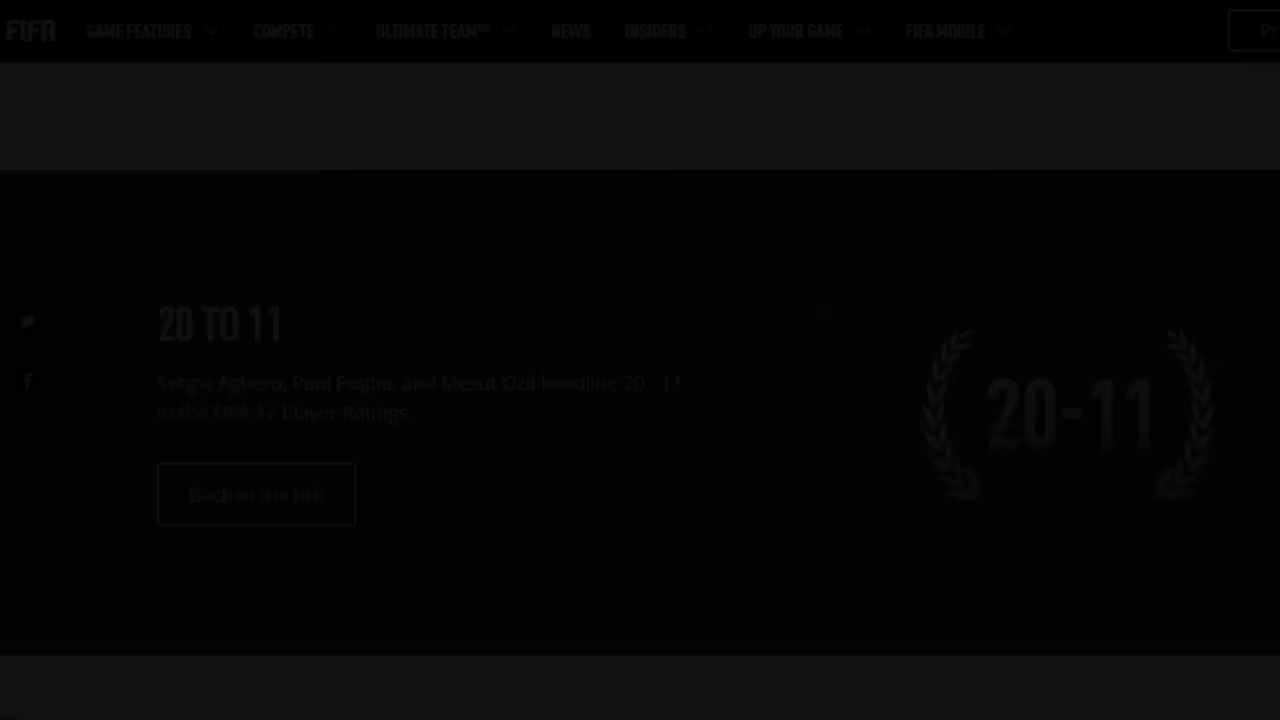 FIFA GAME FEATURES COMPETE ULTIMATE TEAM™ NEWS INSIDERS UP YOUR GAME FIFA MOBILE
20 TO 11
Sergio Aguero, Paul Pogba, and Mesut Ozil headline 20 - 11
in the FIFA 17 Player Ratings.
Back to the hub
20-11